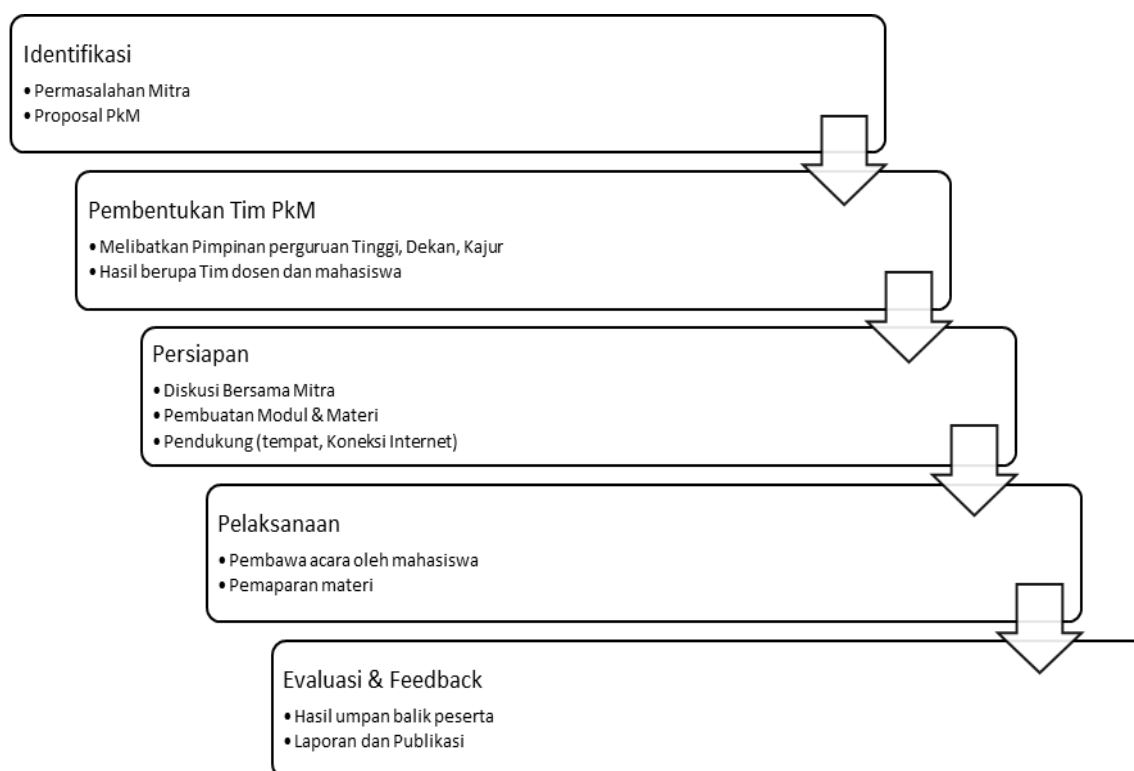 Identifikasi
• Permasalahan Mitra
• Proposal PkM
Pembentukan Tim PkM
• Melibatkan Pimpinan perguruan Tinggi, Dekan, Kajur
• Hasil berupa Tim dosen dan mahasiswa
Persiapan
• Diskusi Bersama Mitra
• Pembuatan Modul & Materi
• Pendukung (tempat, Koneksi Internet)
Pelaksanaan
• Pembawa acara oleh mahasiswa
• Pemaparan materi
Evaluasi & Feedback
• Hasil umpan balik peserta
• Laporan dan Publikasi